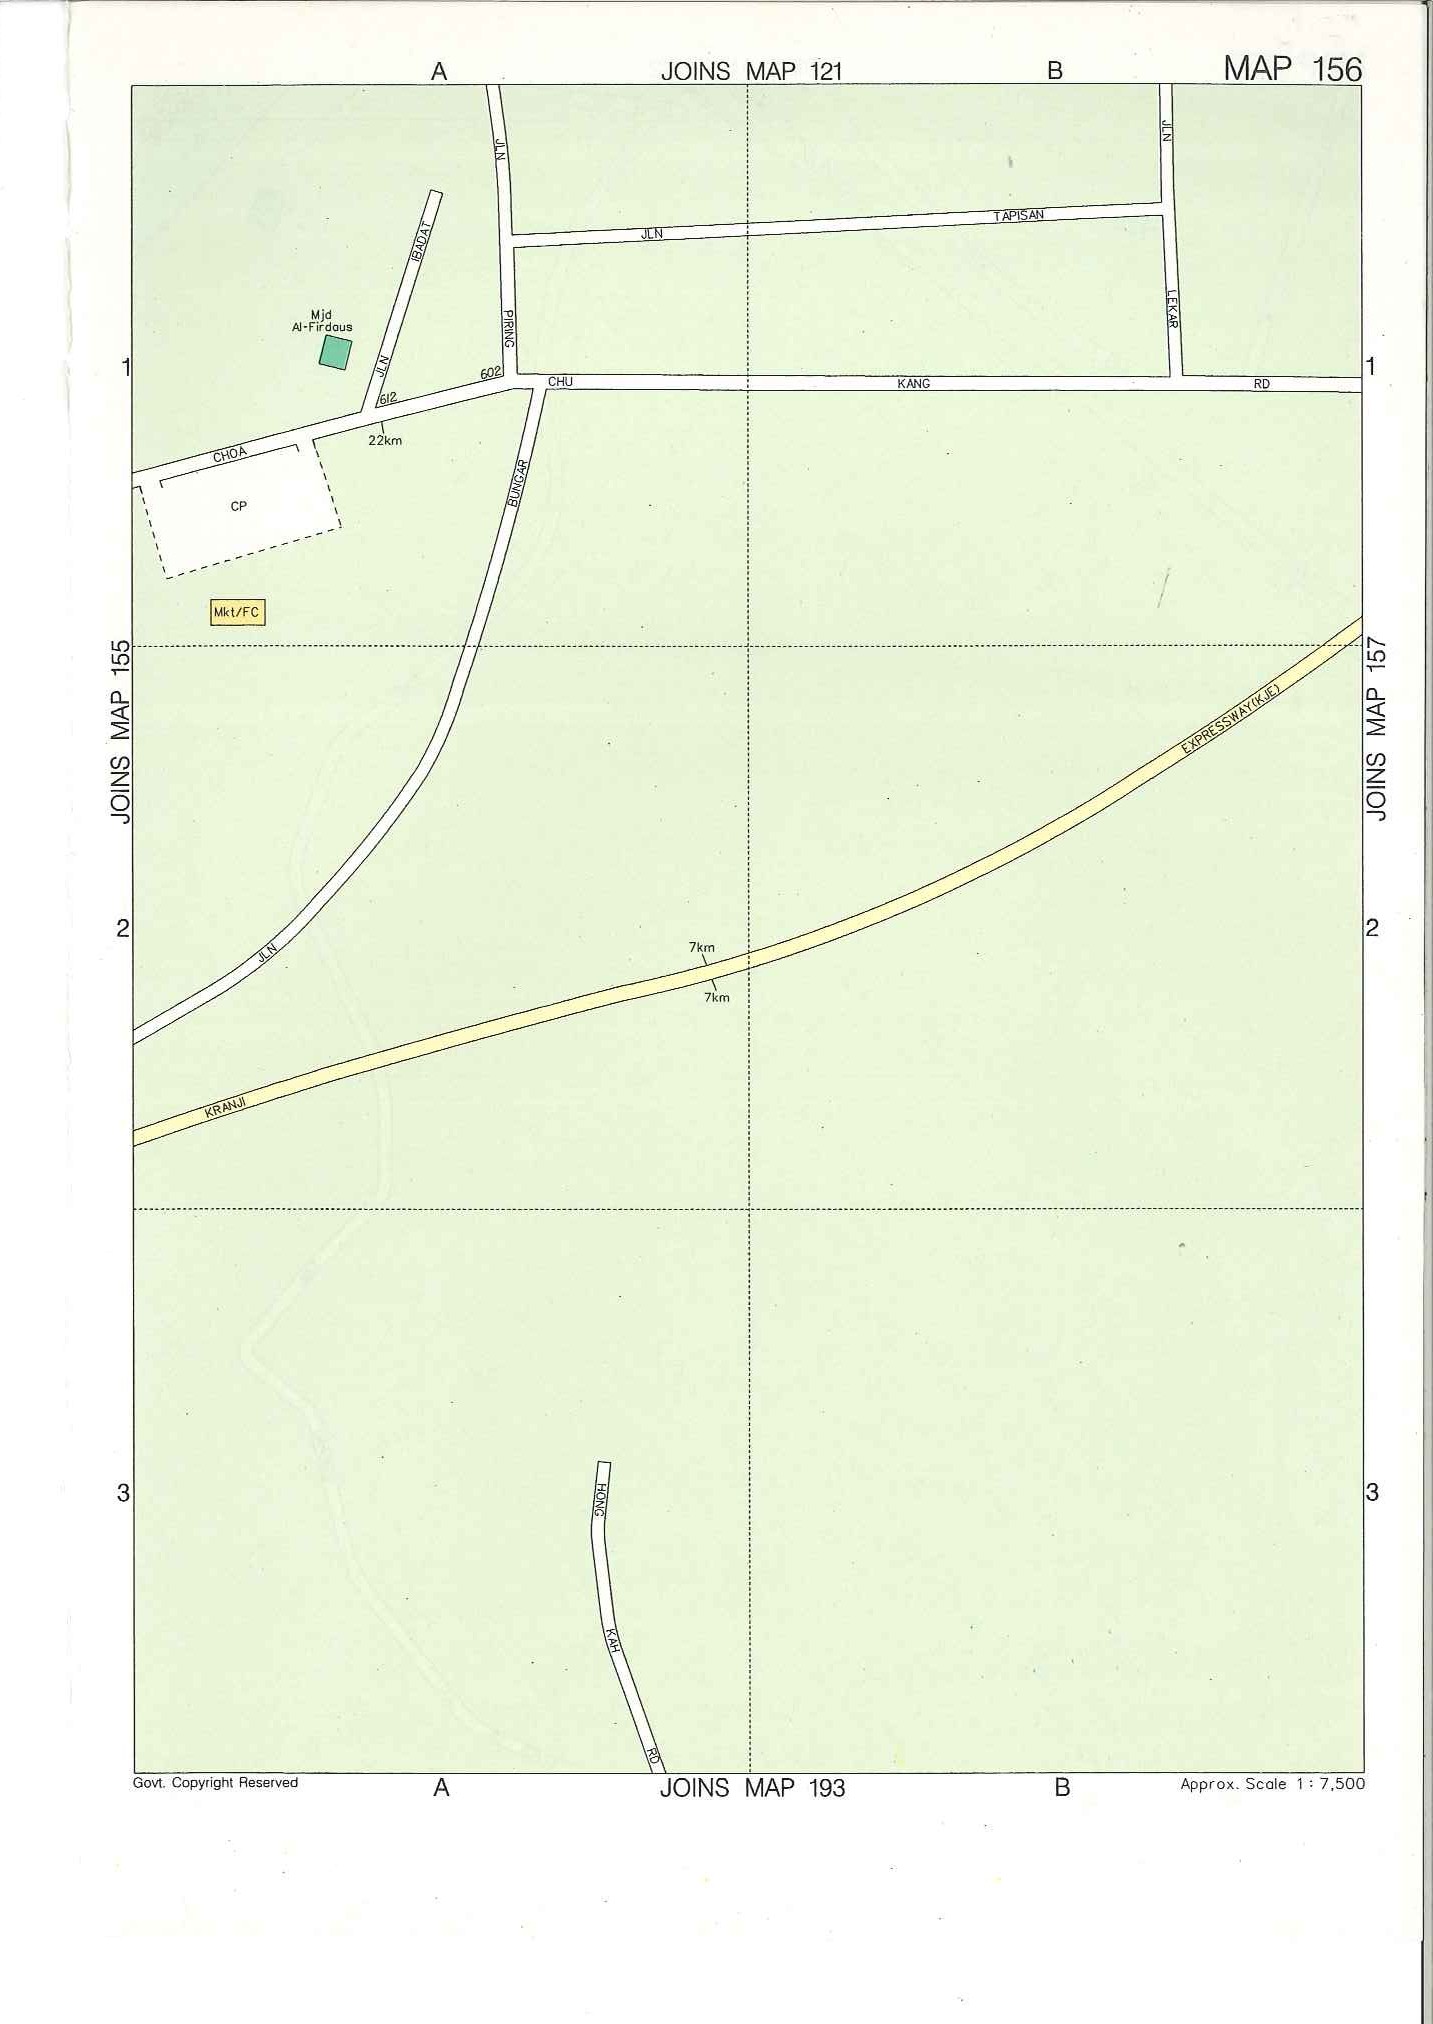 A JOINS MAP 121 B MAP 156
JLN
JLN
JLN TAPISAN
IBADAT
Mjd
Al-Firdaus
PIRING
LEKAR
1 1
JLN
602
612
CHOA CHU KANG RD
22km
BUNGAR
CP
Mkt/FC
JOINS MAP 155
JOINS MAP 157
EXPRESSWAY(KJE)
2 2
JLN
7km
7km
KRANJI
3 3
HONG
KAH
RD
Govt. Copyright Reserved A JOINS MAP 193 B Approx. Scale 1 : 7,500